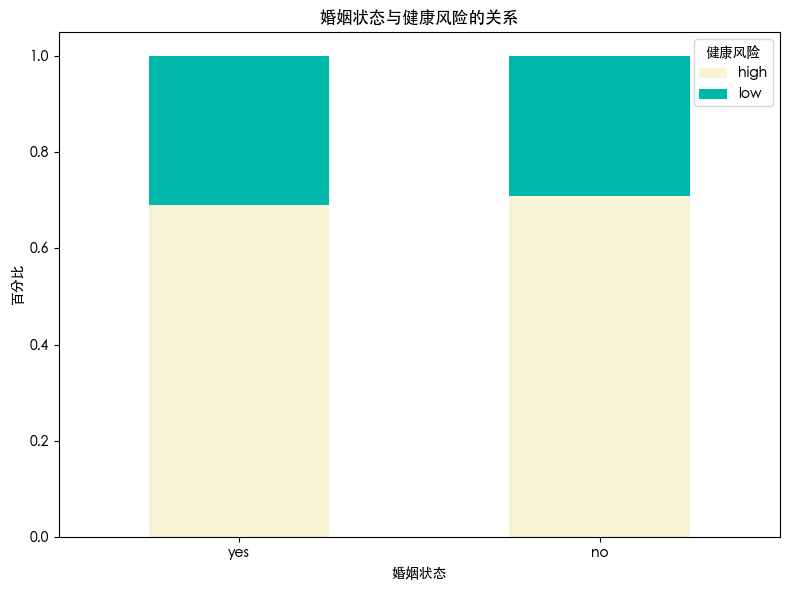 婚姻状态与健康风险的关系
健康风险
high
low
1.0
0.8
0.6
0.4
0.2
0.0
百分比
yes
no
婚姻状态